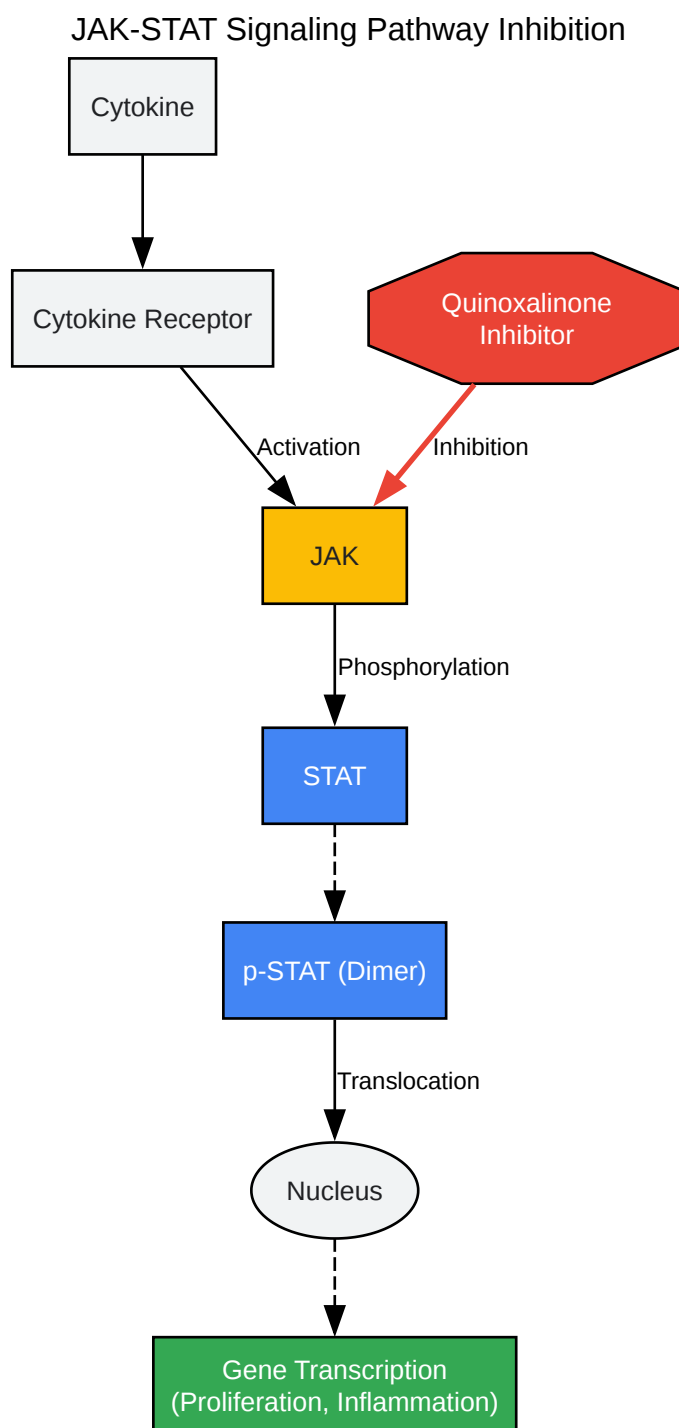 JAK-STAT Signaling Pathway Inhibition
Cytokine
Cytokine Receptor
Quinoxalinone
Inhibitor
Activation
Inhibition
JAK
Phosphorylation
STAT
p-STAT (Dimer)
Translocation
Nucleus
Gene Transcription
(Proliferation, Inflammation)